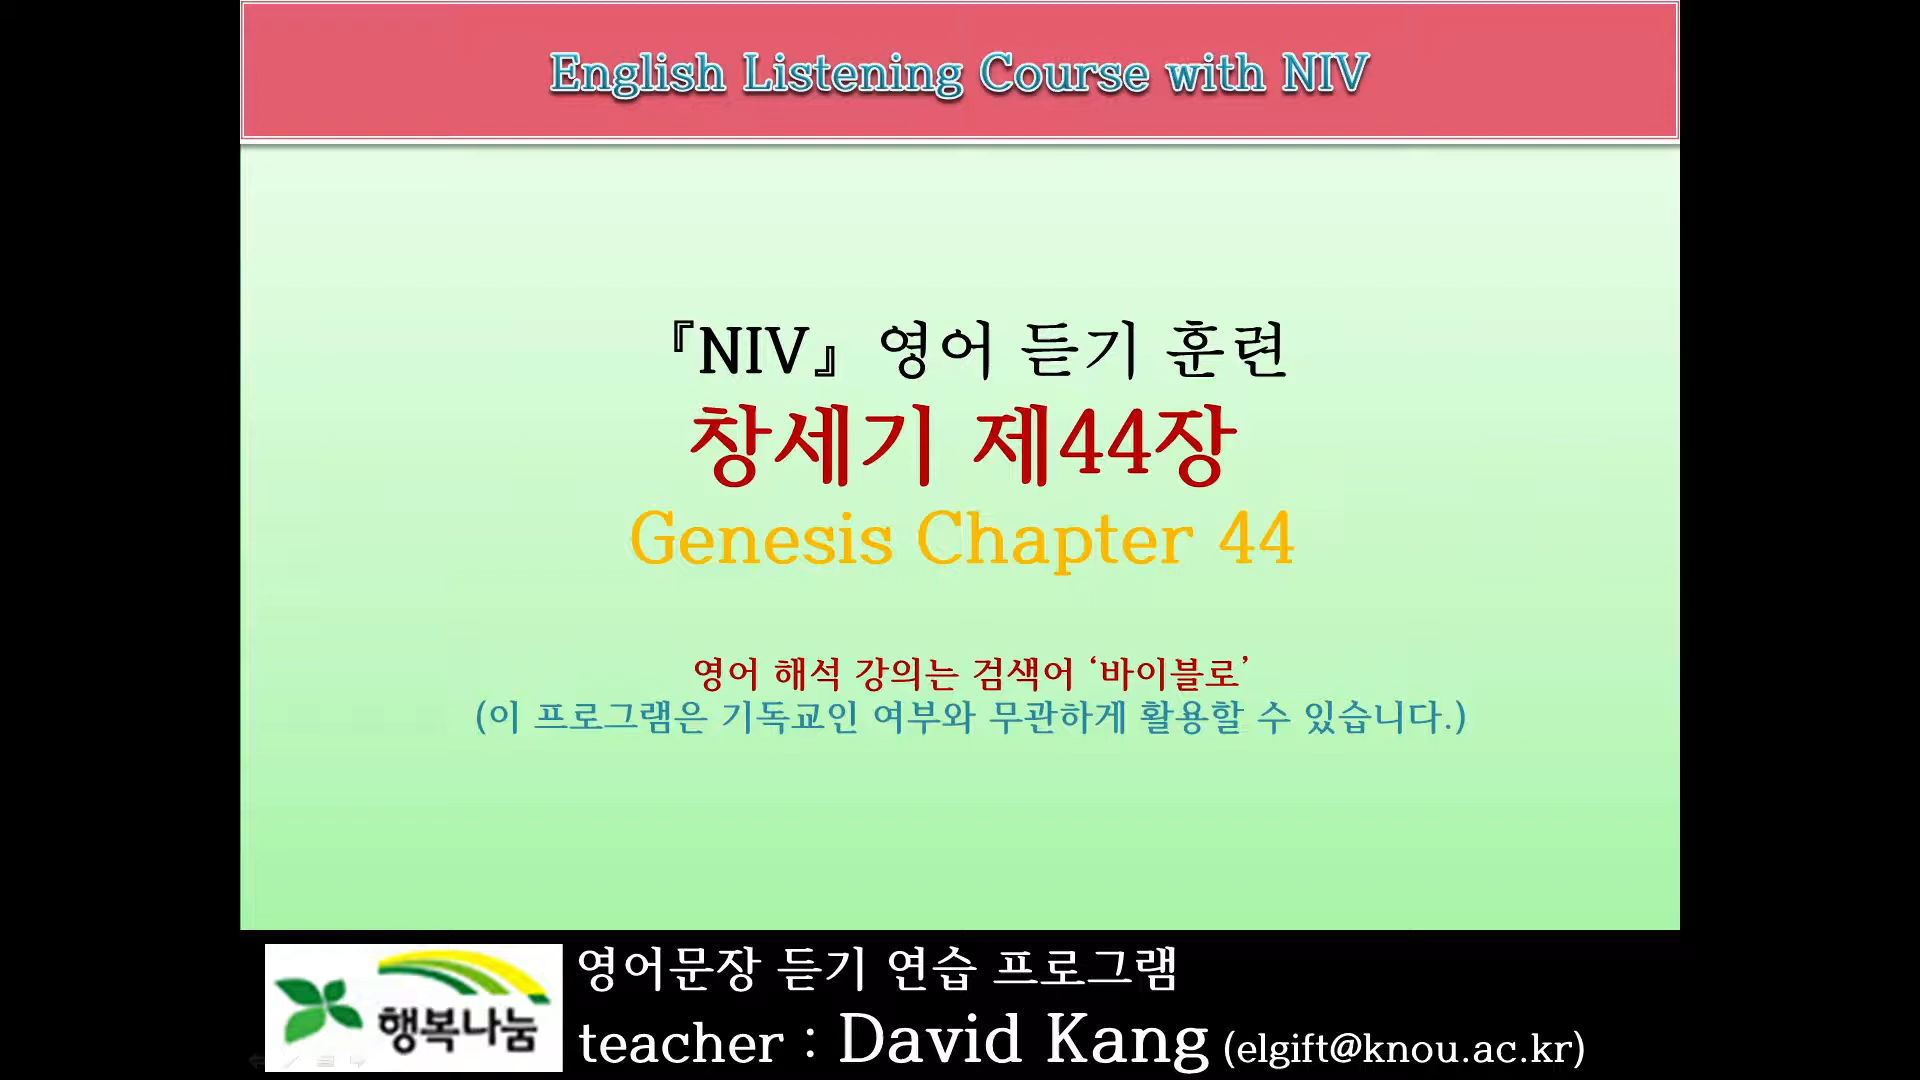 English Listening Course with NIV
『NIV』 영어 듣기 훈련
창세기 제44장
Genesis Chapter 44
영어 해석 강의는 검색어 ‘바이블로’
(이 프로그램은 기독교인 여부와 무관하게 활용할 수 있습니다.)
행복나눔
영어문장 듣기 연습 프로그램
teacher : David Kang (elgift@knou.ac.kr)